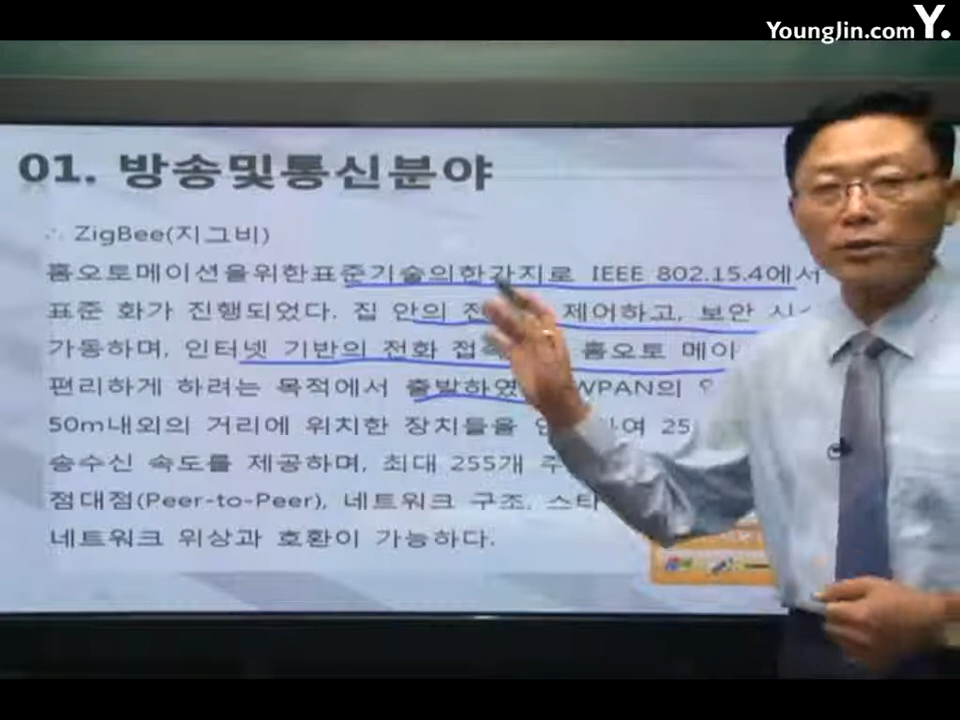 YoungJin.com Y.
01. 방송및통신분야
∴ ZigBee(지그비)
홈오토메이션을위한표준기술의한가지로 IEEE 802.15.4에서
표준 화가 진행되었다. 집 안의 제어하고, 보안
가동하며, 인터넷 기반의 전화 홈오토 메이
편리하게 하려는 목적에서 출발하였 WPAN의
50m내외의 거리에 위치한 장치들을 25
송수신 속도를 제공하며, 최대 255개
점대점(Peer-to-Peer), 네트워크 구조, 스타
네트워크 위상과 호환이 가능하다.